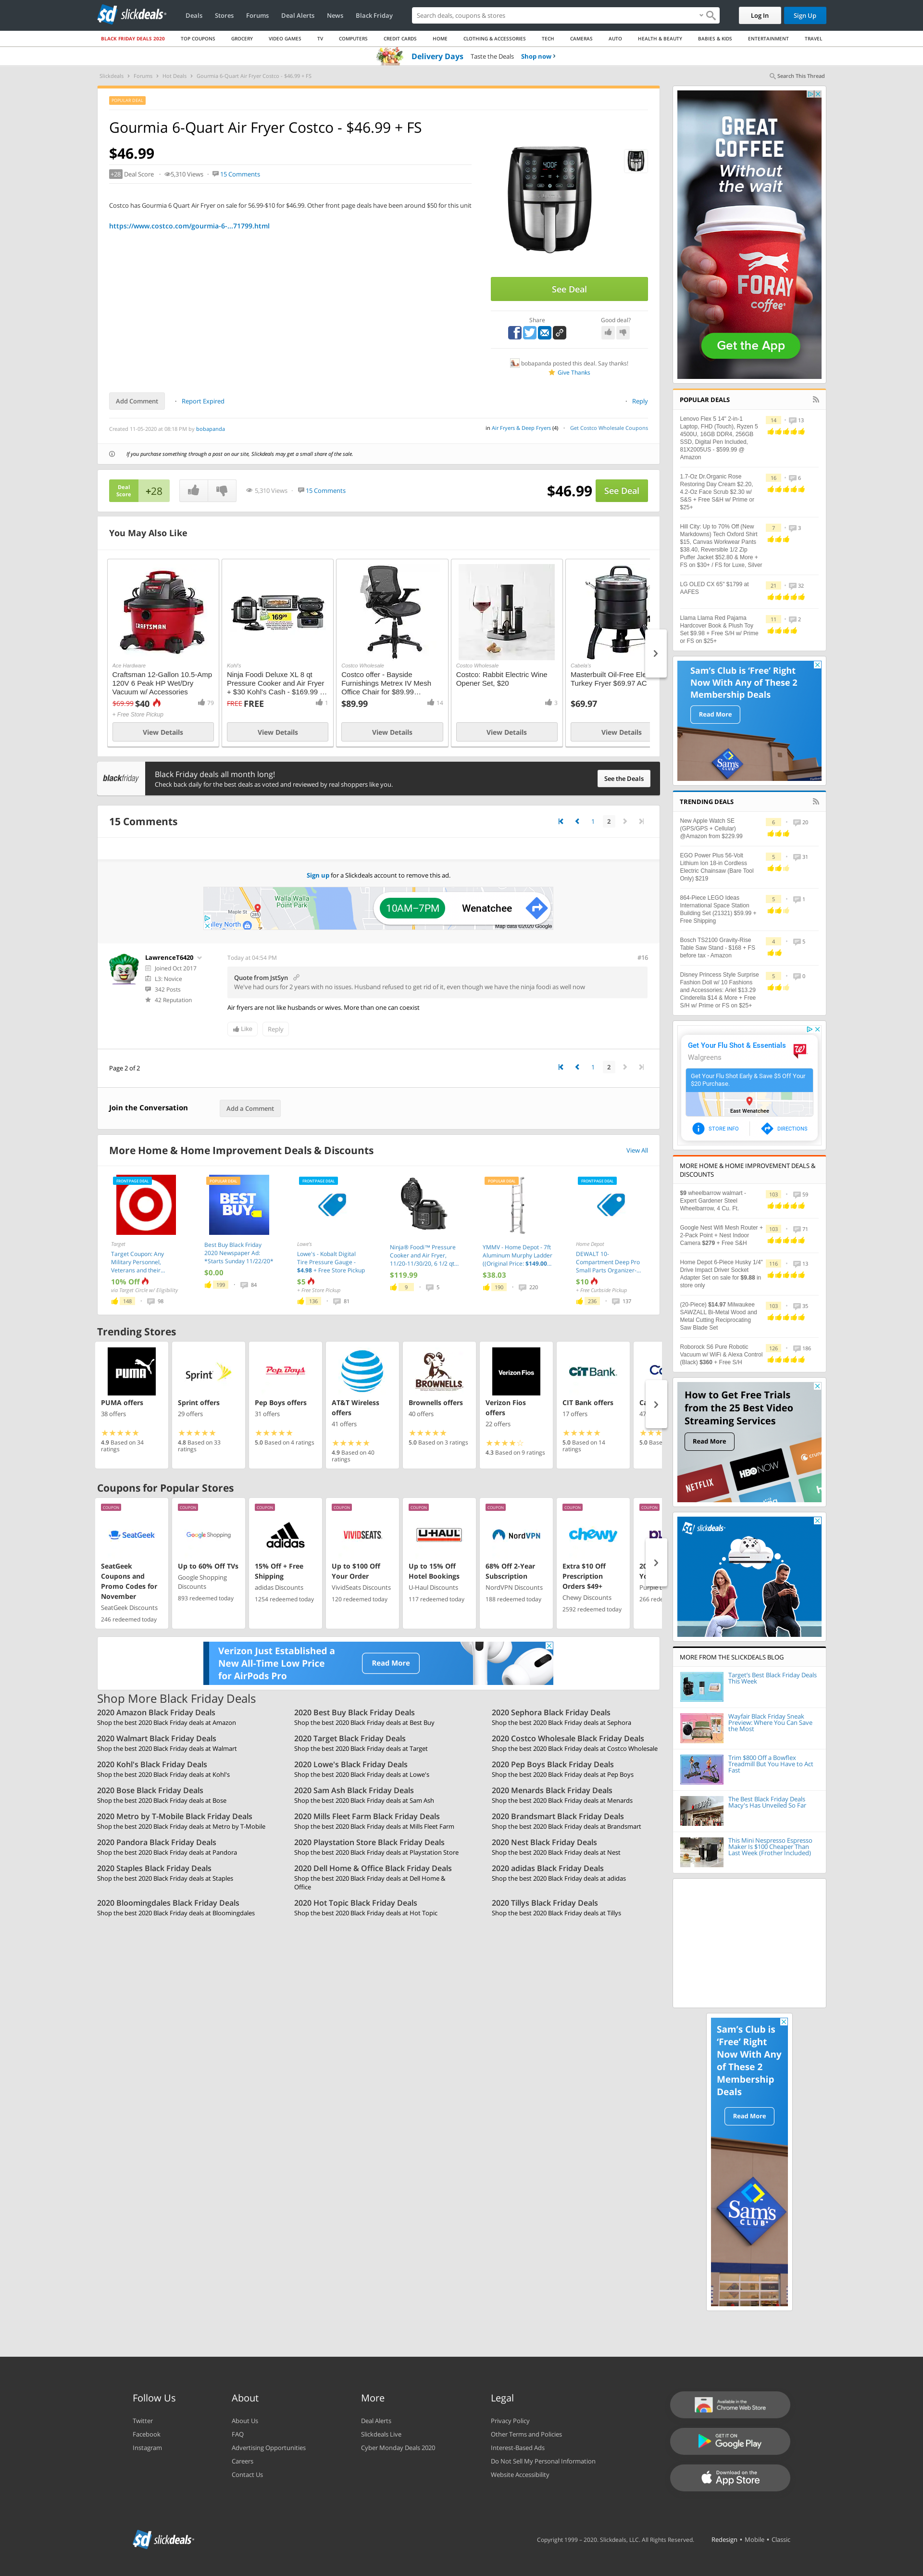 slickdeals
Deals
Stores
Forums
Deal Alerts
News
Black Friday
Search deals, coupons & stores
Log In
Sign Up
BLACK FRIDAY DEALS 2020
TOP COUPONS
GROCERY
VIDEO GAMES
TV
COMPUTERS
CREDIT CARDS
HOME
CLOTHING & ACCESSORIES
TECH
CAMERAS
AUTO
HEALTH & BEAUTY
BABIES & KIDS
ENTERTAINMENT
TRAVEL
Delivery Days Taste the Deals Shop now ›
Slickdeals › Forums › Hot Deals › Gourmia 6-Quart Air Fryer Costco - $46.99 + FS
Search This Thread
POPULAR DEAL
Gourmia 6-Quart Air Fryer Costco - $46.99 + FS
$46.99
+28 Deal Score
5,310 Views
15 Comments
Costco has Gourmia 6 Quart Air Fryer on sale for 56.99-$10 for $46.99. Other front page deals have been around $50 for this unit
https://www.costco.com/gourmia-6-...71799.html
See Deal
Share
Good deal?
bobapanda posted this deal. Say thanks!
Give Thanks
Add Comment
Report Expired
Reply
Created 11-05-2020 at 08:18 PM by bobapanda
in Air Fryers & Deep Fryers (4)
Get Costco Wholesale Coupons
If you purchase something through a post on our site, Slickdeals may get a small share of the sale.
Deal Score
+28
5,310 Views
15 Comments
$46.99
See Deal
You May Also Like
Ace Hardware
Craftsman 12-Gallon 10.5-Amp 120V 6 Peak HP Wet/Dry Vacuum w/ Accessories
$69.99 $40
79
+ Free Store Pickup
View Details
Kohl's
Ninja Foodi Deluxe XL 8 qt Pressure Cooker and Air Fryer + $30 Kohl's Cash - $169.99 ...
FREE FREE
1
View Details
Costco Wholesale
Costco offer - Bayside Furnishings Metrex IV Mesh Office Chair for $89.99...
$89.99
14
View Details
Costco Wholesale
Costco: Rabbit Electric Wine Opener Set, $20
3
View Details
Cabela's
Masterbuilt Oil-Free Ele
Turkey Fryer $69.97 AC
$69.97
View Details
blackfriday
Black Friday deals all month long!
Check back daily for the best deals as voted and reviewed by real shoppers like you.
See the Deals
15 Comments
1
2
Sign up for a Slickdeals account to remove this ad.
Walla Walla Point Park
Maple St
10AM–7PM
Wenatchee
Map data ©2020 Google
LawrenceT6420
Joined Oct 2017
L3: Novice
342 Posts
42 Reputation
Today at 04:54 PM
#16
Quote from JstSyn
We've had ours for 2 years with no issues. Husband refused to get rid of it, even though we have the ninja foodi as well now
Air fryers are not like husbands or wives. More than one can coexist
Like
Reply
Page 2 of 2
1
2
Join the Conversation
Add a Comment
More Home & Home Improvement Deals & Discounts
View All
FRONTPAGE DEAL
Target
Target Coupon: Any Military Personnel, Veterans and their...
10% Off
via Target Circle w/ Eligibility
148
98
POPULAR DEAL
BEST BUY
Best Buy Black Friday 2020 Newspaper Ad: *Starts Sunday 11/22/20*
$0.00
199
84
FRONTPAGE DEAL
Lowe's
Lowe's - Kobalt Digital Tire Pressure Gauge - $4.98 + Free Store Pickup
$5
+ Free Store Pickup
136
81
Ninja® Foodi™ Pressure Cooker and Air Fryer, 11/20-11/30/20, 6 1/2 qt...
$119.99
9
5
POPULAR DEAL
YMMV - Home Depot - 7ft Aluminum Murphy Ladder ((Original Price: $149.00...
$38.03
190
220
FRONTPAGE DEAL
Home Depot
DEWALT 10-Compartment Deep Pro Small Parts Organizer-...
$10
+ Free Curbside Pickup
236
137
Trending Stores
PUMA
PUMA offers
38 offers
4.9 Based on 34 ratings
Sprint
Sprint offers
29 offers
4.8 Based on 33 ratings
Pep Boys
Pep Boys offers
31 offers
5.0 Based on 4 ratings
AT&T Wireless offers
41 offers
4.9 Based on 40 ratings
BROWNELLS
Brownells offers
40 offers
5.0 Based on 3 ratings
Verizon Fios
Verizon Fios offers
22 offers
4.3 Based on 9 ratings
CIT Bank
CIT Bank offers
17 offers
5.0 Based on 14 ratings
Coupons for Popular Stores
COUPON
SeatGeek
SeatGeek Coupons and Promo Codes for November
SeatGeek Discounts
246 redeemed today
COUPON
Google Shopping
Up to 60% Off TVs
Google Shopping Discounts
893 redeemed today
COUPON
adidas
15% Off + Free Shipping
adidas Discounts
1254 redeemed today
COUPON
VIVIDSEATS
Up to $100 Off Your Order
VividSeats Discounts
120 redeemed today
COUPON
U-HAUL
Up to 15% Off Hotel Bookings
U-Haul Discounts
117 redeemed today
COUPON
NordVPN
68% Off 2-Year Subscription
NordVPN Discounts
188 redeemed today
COUPON
chewy
Extra $10 Off Prescription Orders $49+
Chewy Discounts
2592 redeemed today
COUPON
Verizon Just Established a New All-Time Low Price for AirPods Pro
Read More
Shop More Black Friday Deals
2020 Amazon Black Friday Deals
Shop the best 2020 Black Friday deals at Amazon
2020 Best Buy Black Friday Deals
Shop the best 2020 Black Friday deals at Best Buy
2020 Sephora Black Friday Deals
Shop the best 2020 Black Friday deals at Sephora
2020 Walmart Black Friday Deals
Shop the best 2020 Black Friday deals at Walmart
2020 Target Black Friday Deals
Shop the best 2020 Black Friday deals at Target
2020 Costco Wholesale Black Friday Deals
Shop the best 2020 Black Friday deals at Costco Wholesale
2020 Kohl's Black Friday Deals
Shop the best 2020 Black Friday deals at Kohl's
2020 Lowe's Black Friday Deals
Shop the best 2020 Black Friday deals at Lowe's
2020 Pep Boys Black Friday Deals
Shop the best 2020 Black Friday deals at Pep Boys
2020 Bose Black Friday Deals
Shop the best 2020 Black Friday deals at Bose
2020 Sam Ash Black Friday Deals
Shop the best 2020 Black Friday deals at Sam Ash
2020 Menards Black Friday Deals
Shop the best 2020 Black Friday deals at Menards
2020 Metro by T-Mobile Black Friday Deals
Shop the best 2020 Black Friday deals at Metro by T-Mobile
2020 Mills Fleet Farm Black Friday Deals
Shop the best 2020 Black Friday deals at Mills Fleet Farm
2020 Brandsmart Black Friday Deals
Shop the best 2020 Black Friday deals at Brandsmart
2020 Pandora Black Friday Deals
Shop the best 2020 Black Friday deals at Pandora
2020 Playstation Store Black Friday Deals
Shop the best 2020 Black Friday deals at Playstation Store
2020 Nest Black Friday Deals
Shop the best 2020 Black Friday deals at Nest
2020 Staples Black Friday Deals
Shop the best 2020 Black Friday deals at Staples
2020 Dell Home & Office Black Friday Deals
Shop the best 2020 Black Friday deals at Dell Home & Office
2020 adidas Black Friday Deals
Shop the best 2020 Black Friday deals at adidas
2020 Bloomingdales Black Friday Deals
Shop the best 2020 Black Friday deals at Bloomingdales
2020 Hot Topic Black Friday Deals
Shop the best 2020 Black Friday deals at Hot Topic
2020 Tillys Black Friday Deals
Shop the best 2020 Black Friday deals at Tillys
GREAT COFFEE
Without the wait
FORAY coffee
Get the App
POPULAR DEALS
Lenovo Flex 5 14" 2-in-1 Laptop, FHD (Touch), Ryzen 5 4500U, 16GB DDR4, 256GB SSD, Digital Pen Included, 81X2005US - $599.99 @ Amazon
14
13
1.7-Oz Dr.Organic Rose Restoring Day Cream $2.20, 4.2-Oz Face Scrub $2.30 w/ S&S + Free S&H w/ Prime or $25+
16
6
Hill City: Up to 70% Off (New Markdowns) Tech Oxford Shirt $15, Canvas Workwear Pants $38.40, Reversible 1/2 Zip Puffer Jacket $52.80 & More + FS on $30+ / FS for Luxe, Silver
7
3
LG OLED CX 65" $1799 at AAFES
21
32
Llama Llama Red Pajama Hardcover Book & Plush Toy Set $9.98 + Free S/H w/ Prime or FS on $25+
11
2
Sam's Club is 'Free' Right Now With Any of These 2 Membership Deals
Read More
TRENDING DEALS
New Apple Watch SE (GPS/GPS + Cellular) @Amazon from $229.99
6
20
EGO Power Plus 56-Volt Lithium Ion 18-in Cordless Electric Chainsaw (Bare Tool Only) $219
5
31
864-Piece LEGO Ideas International Space Station Building Set (21321) $59.99 + Free Shipping
5
1
Bosch TS2100 Gravity-Rise Table Saw Stand - $168 + FS before tax - Amazon
4
5
Disney Princess Style Surprise Fashion Doll w/ 10 Fashions and Accessories: Ariel $13.29 Cinderella $14 & More + Free S/H w/ Prime or FS on $25+
5
0
Get Your Flu Shot & Essentials
Walgreens
Get Your Flu Shot Early & Save $5 Off Your $20 Purchase.
East Wenatchee
STORE INFO
DIRECTIONS
MORE HOME & HOME IMPROVEMENT DEALS & DISCOUNTS
$9 wheelbarrow walmart - Expert Gardener Steel Wheelbarrow, 4 Cu. Ft.
103
59
Google Nest Wifi Mesh Router + 2-Pack Point + Nest Indoor Camera $279 + Free S&H
103
71
Home Depot 6-Piece Husky 1/4" Drive Impact Driver Socket Adapter Set on sale for $9.88 in store only
116
13
(20-Piece) $14.97 Milwaukee SAWZALL Bi-Metal Wood and Metal Cutting Reciprocating Saw Blade Set
103
35
Roborock S6 Pure Robotic Vacuum w/ WiFi & Alexa Control (Black) $360 + Free S/H
126
186
How to Get Free Trials from the 25 Best Video Streaming Services
Read More
NETFLIX
HBO NOW
slickdeals
MORE FROM THE SLICKDEALS BLOG
Target's Best Black Friday Deals This Week
Wayfair Black Friday Sneak Preview: Where You Can Save the Most
Trim $800 Off a Bowflex Treadmill But You Have to Act Fast
The Best Black Friday Deals Macy's Has Unveiled So Far
This Mini Nespresso Espresso Maker Is $100 Cheaper Than Last Week (Frother Included)
Sam's Club is 'Free' Right Now With Any of These 2 Membership Deals
Read More
Sam's CLUB
Follow Us
Twitter
Facebook
Instagram
About
About Us
FAQ
Advertising Opportunities
Careers
Contact Us
More
Deal Alerts
Slickdeals Live
Cyber Monday Deals 2020
Legal
Privacy Policy
Other Terms and Policies
Interest-Based Ads
Do Not Sell My Personal Information
Website Accessibility
Available in the Chrome Web Store
GET IT ON Google Play
Download on the App Store
slickdeals
Copyright 1999 – 2020. Slickdeals, LLC. All Rights Reserved.
Redesign • Mobile • Classic